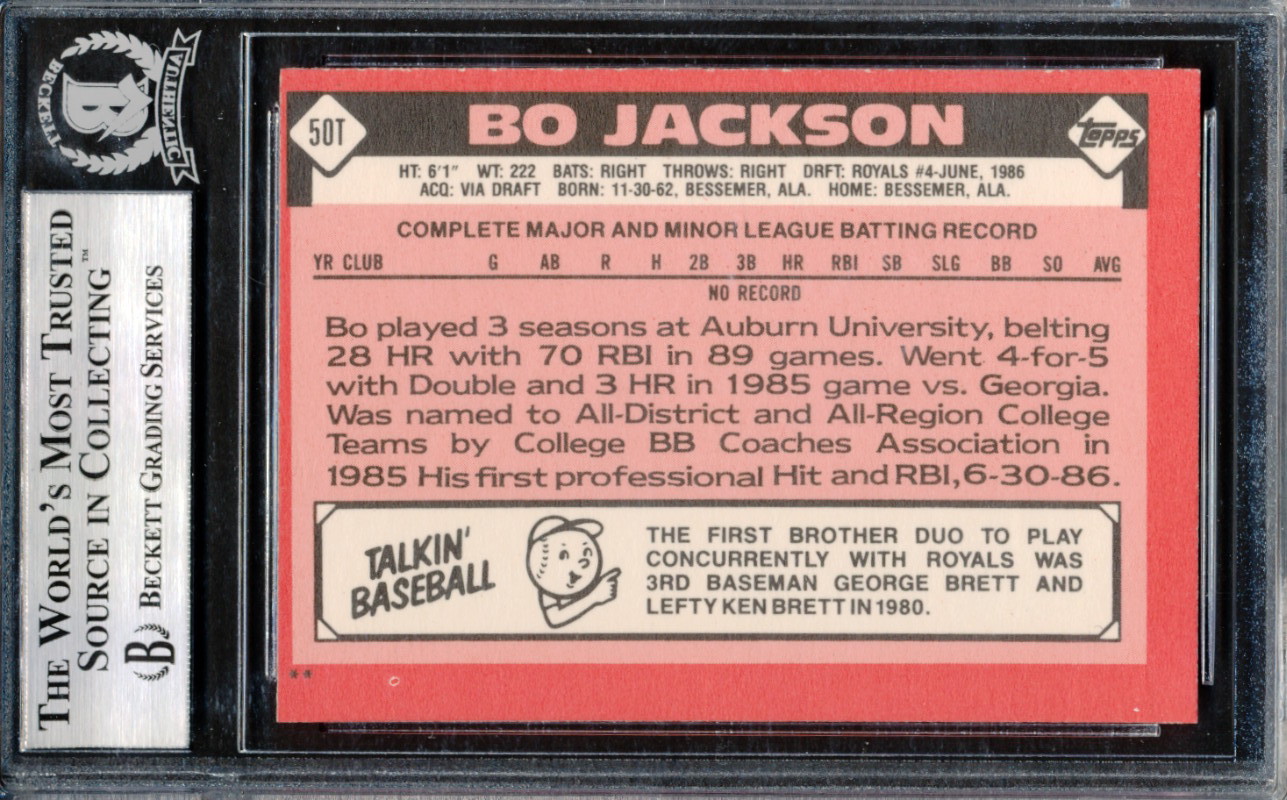 BECKETT
B
AUTHENTIC
THE WORLD'S MOST TRUSTED
SOURCE IN COLLECTING™
B BECKETT GRADING SERVICES
50T
BO JACKSON
Topps
HT: 6'1" WT: 222 BATS: RIGHT THROWS: RIGHT DRFT: ROYALS #4-JUNE, 1986
ACQ: VIA DRAFT BORN: 11-30-62, BESSEMER, ALA. HOME: BESSEMER, ALA.
COMPLETE MAJOR AND MINOR LEAGUE BATTING RECORD
YR CLUB G AB R H 2B 3B HR RBI SB SLG BB SO AVG
NO RECORD
Bo played 3 seasons at Auburn University, belting
28 HR with 70 RBI in 89 games. Went 4-for-5
with Double and 3 HR in 1985 game vs. Georgia.
Was named to All-District and All-Region College
Teams by College BB Coaches Association in
1985 His first professional Hit and RBI, 6-30-86.
TALKIN'
BASEBALL
THE FIRST BROTHER DUO TO PLAY
CONCURRENTLY WITH ROYALS WAS
3RD BASEMAN GEORGE BRETT AND
LEFTY KEN BRETT IN 1980.
**